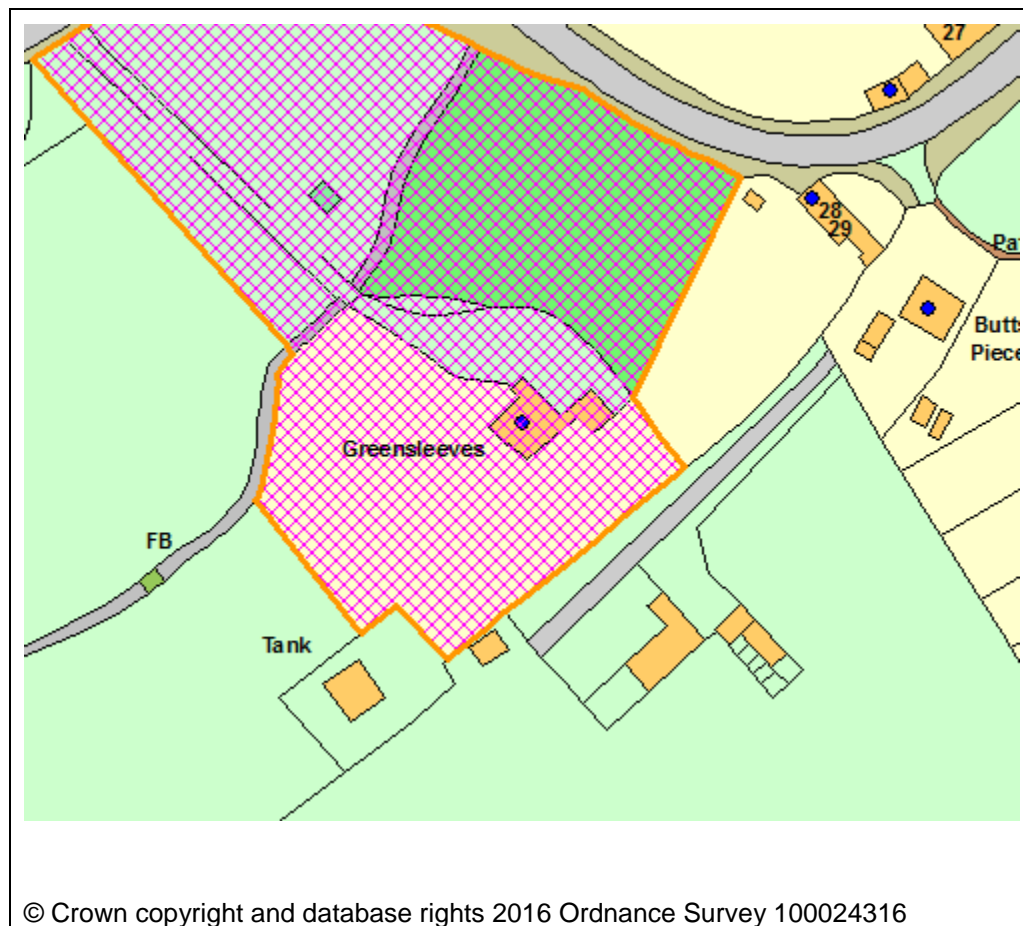 27
28
29
Pa
Butts
Piece
Greensleeves
FB
Tank
© Crown copyright and database rights 2016 Ordnance Survey 100024316